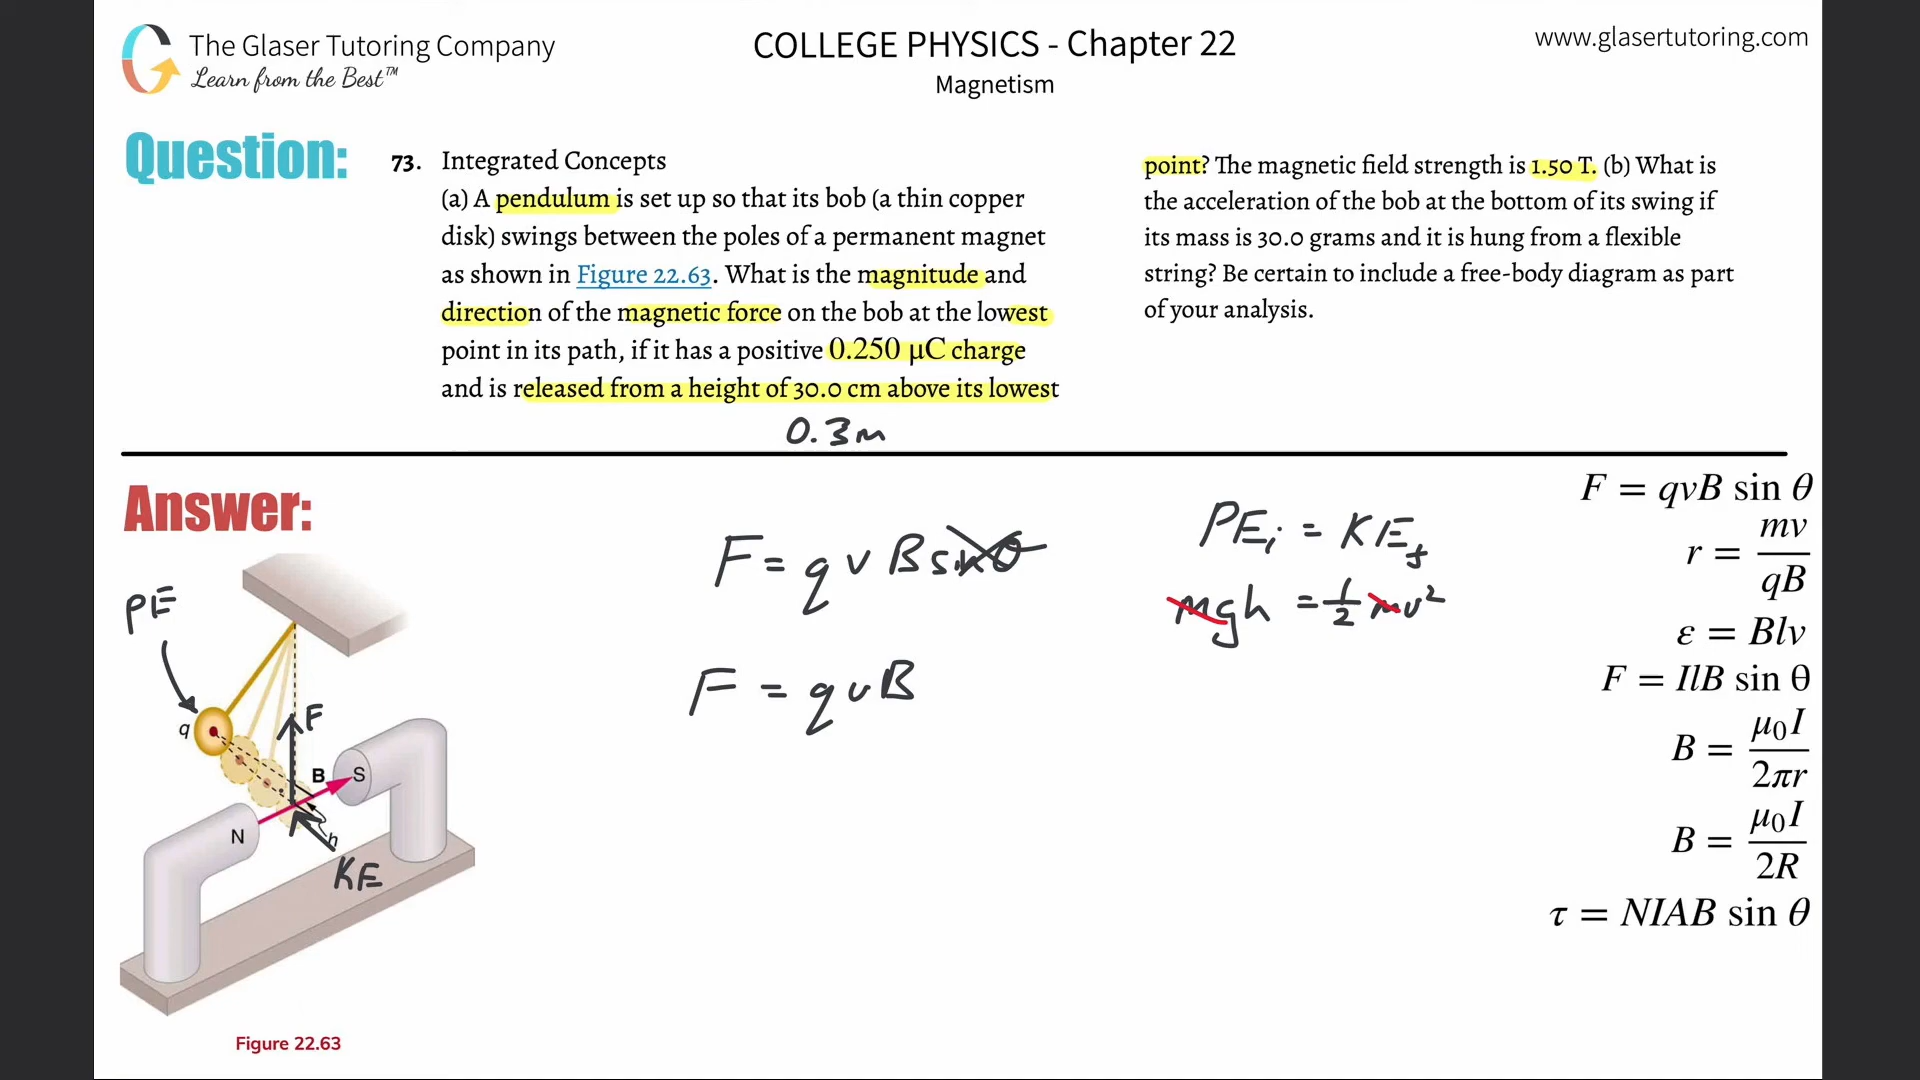 The Glaser Tutoring Company
Learn from the Best™
COLLEGE PHYSICS - Chapter 22
Magnetism
www.glasertutoring.com
Question:
73. Integrated Concepts
(a) A pendulum is set up so that its bob (a thin copper
disk) swings between the poles of a permanent magnet
as shown in Figure 22.63. What is the magnitude and
direction of the magnetic force on the bob at the lowest
point in its path, if it has a positive 0.250 μC charge
and is released from a height of 30.0 cm above its lowest
0.3m
point? The magnetic field strength is 1.50 T. (b) What is
the acceleration of the bob at the bottom of its swing if
its mass is 30.0 grams and it is hung from a flexible
string? Be certain to include a free-body diagram as part
of your analysis.
Answer:
PE
q
F
B
S
N
h
KE
Figure 22.63
F = qvB sin θ
F = qvB
PEi = KEf
mgh = 1/2 mv²
F = qvB sin θ
r = mv/qB
ε = Blv
F = IlB sin θ
B = μ₀I/2πr
B = μ₀I/2R
τ = NIAB sin θ